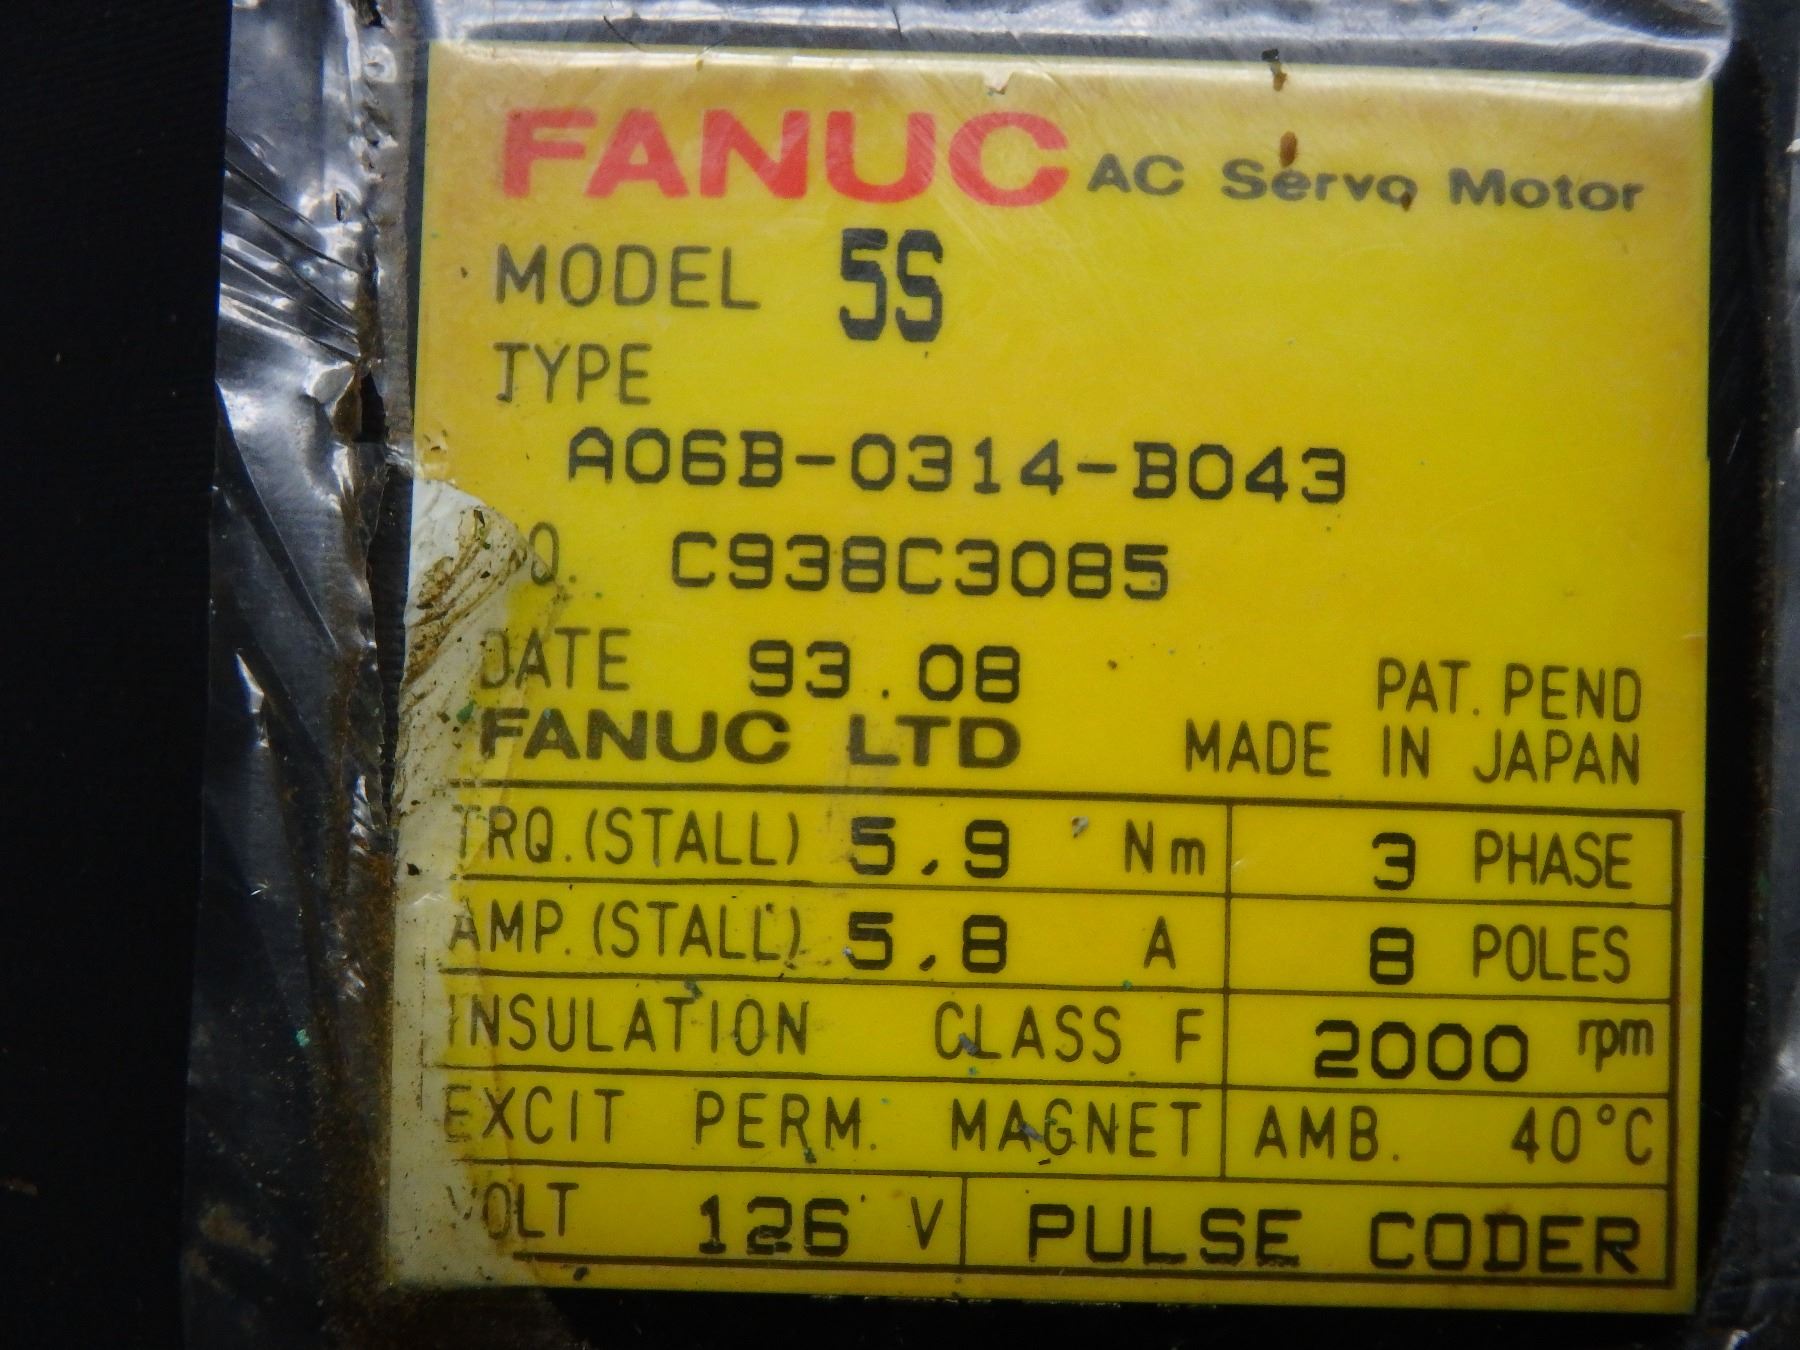 FANUC AC Servo Motor
MODEL 5S
TYPE
A06B-0314-B043
NO. C938C3085
DATE 93.08
PAT. PEND
FANUC LTD MADE IN JAPAN
TRQ.(STALL) 5.9 Nm 3 PHASE
AMP.(STALL) 5.8 A 8 POLES
INSULATION CLASS F 2000 rpm
EXCIT PERM. MAGNET AMB. 40°C
VOLT 126 V PULSE CODER